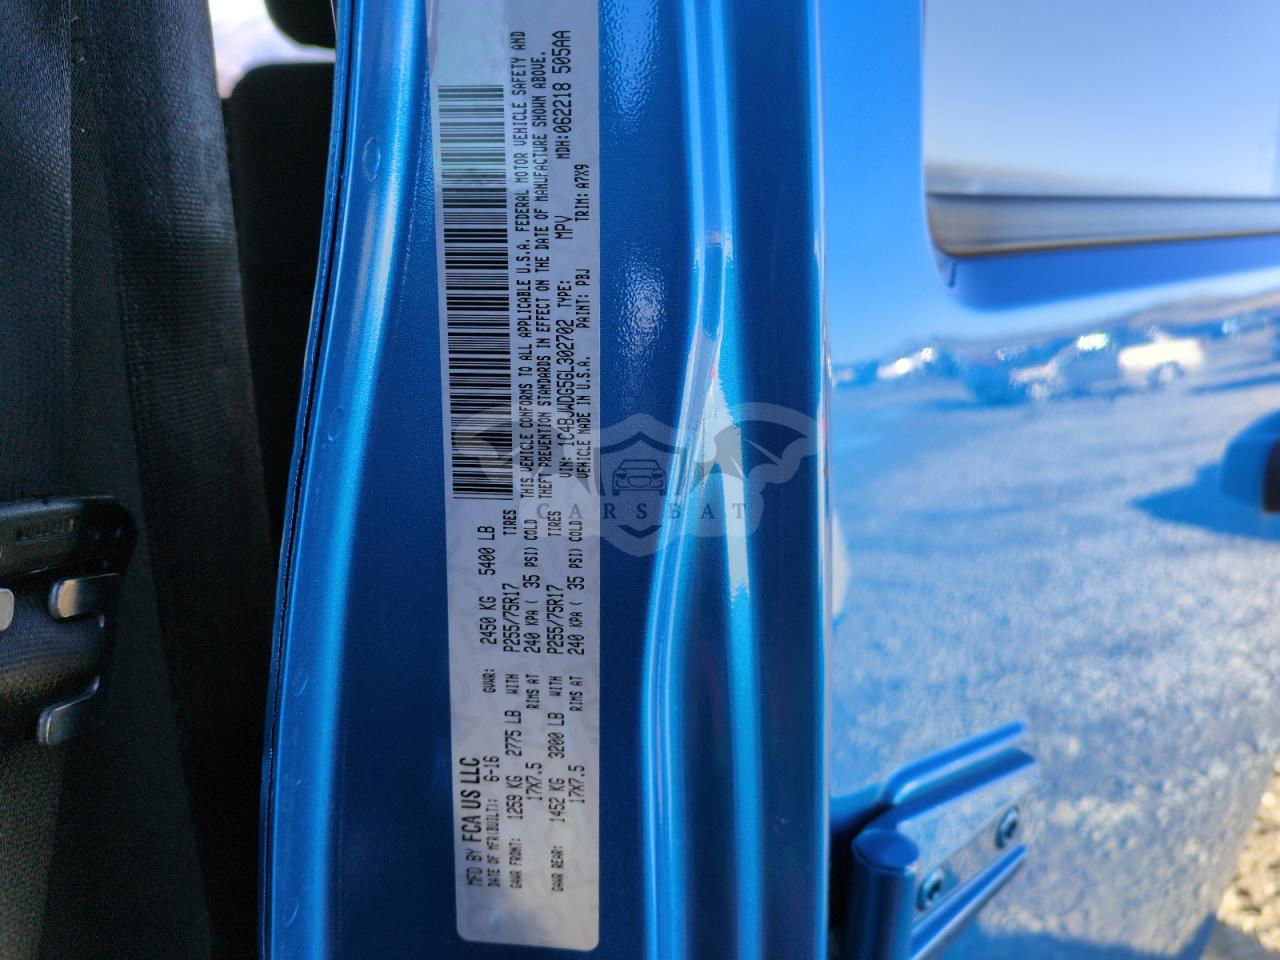 MFD BY FCA US LLC
DATE OF MFR(BUILT): 6-16 GVWR: 2450 KG 5400 LB
GAWR FRONT: 1259 KG 2775 LB WITH P255/75R17 TIRES
17X7.5 RIMS AT 240 KPA ( 35 PSI) COLD
GAWR REAR: 1452 KG 3200 LB WITH P255/75R17 TIRES
17X7.5 RIMS AT 240 KPA ( 35 PSI) COLD
THIS VEHICLE CONFORMS TO ALL APPLICABLE U.S.A. FEDERAL MOTOR VEHICLE SAFETY AND
THEFT PREVENTION STANDARDS IN EFFECT ON THE DATE OF MANUFACTURE SHOWN ABOVE.
VIN: 1C4BJWDG5GL302702 TYPE: MPV MDH:062218 505AA
VEHICLE MADE IN U.S.A. PAINT: PBJ TRIM: A7X9
CARSBAT